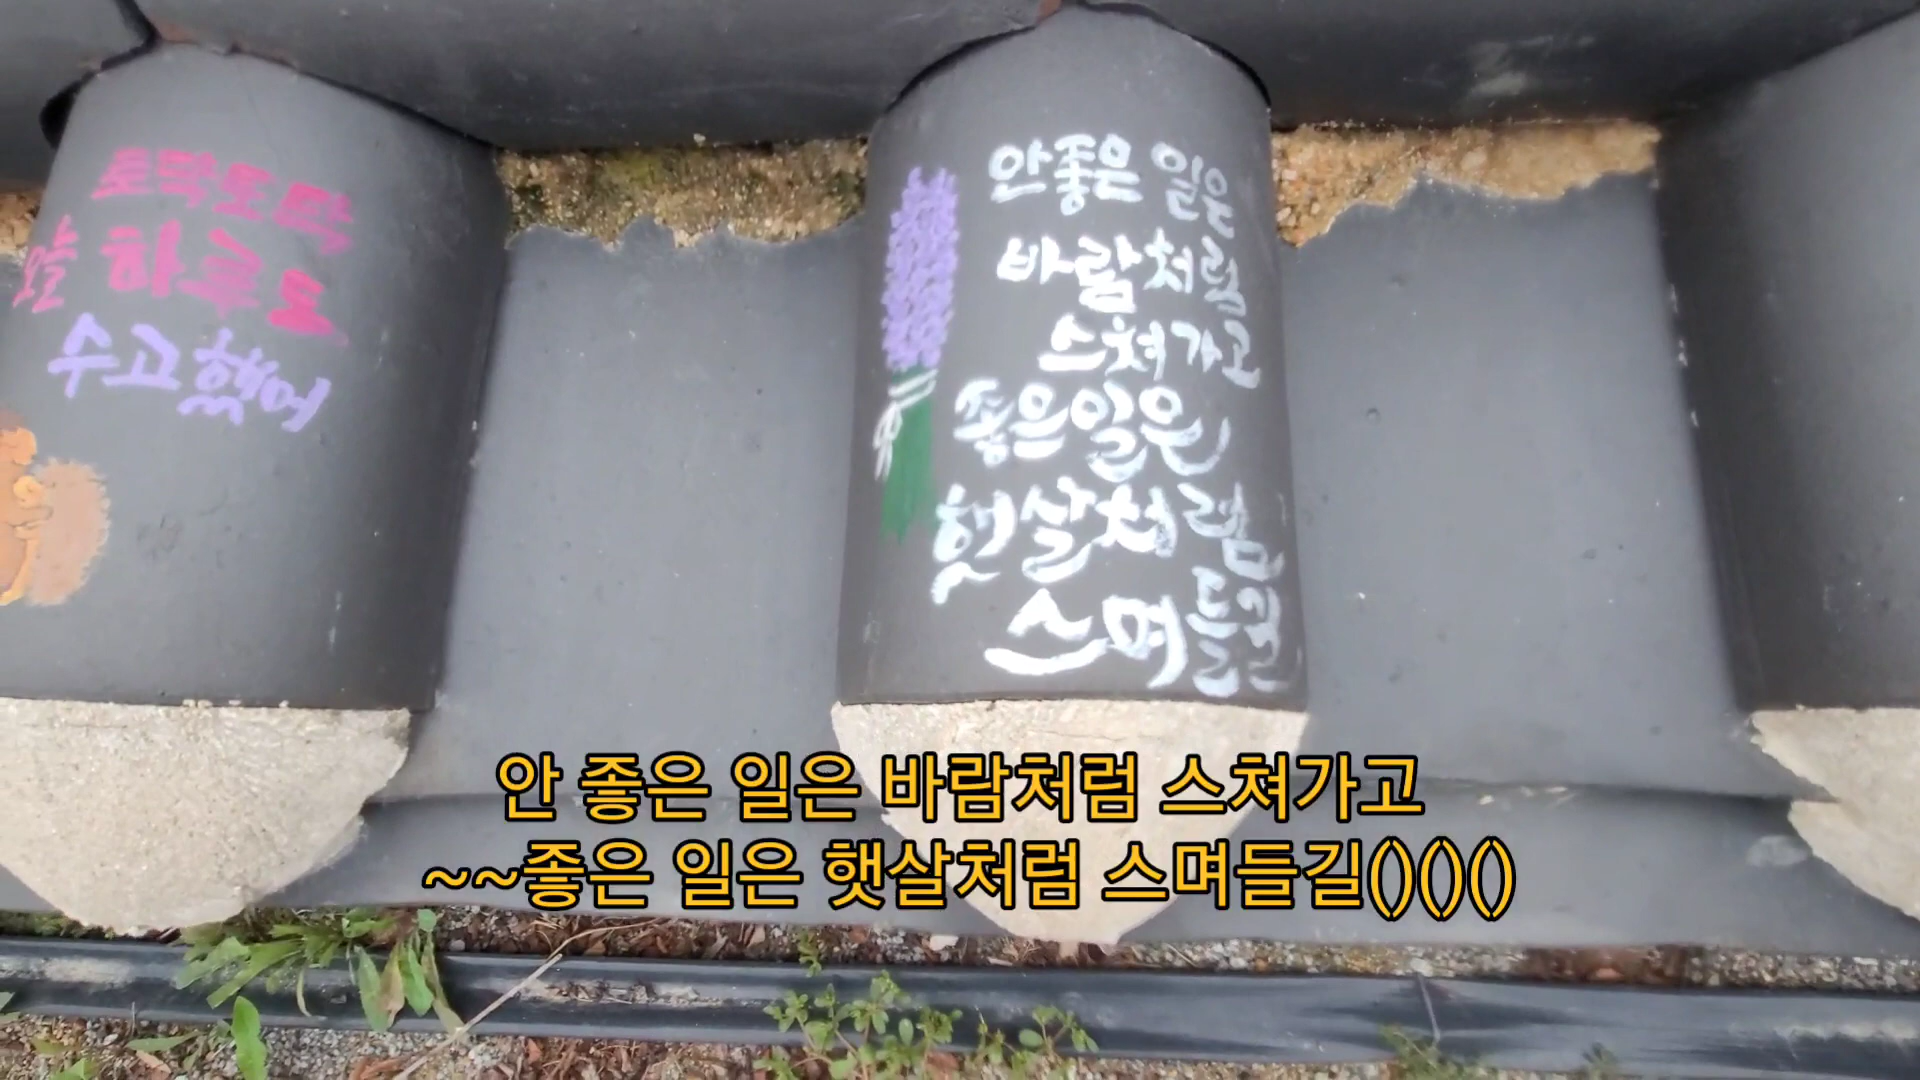 토닥토닥
오늘 하루도
수고했어
안좋은 일은
바람처럼
스쳐가고
좋은일은
햇살처럼
스며들길
안 좋은 일은 바람처럼 스쳐가고
~~좋은 일은 햇살처럼 스며들길()()()